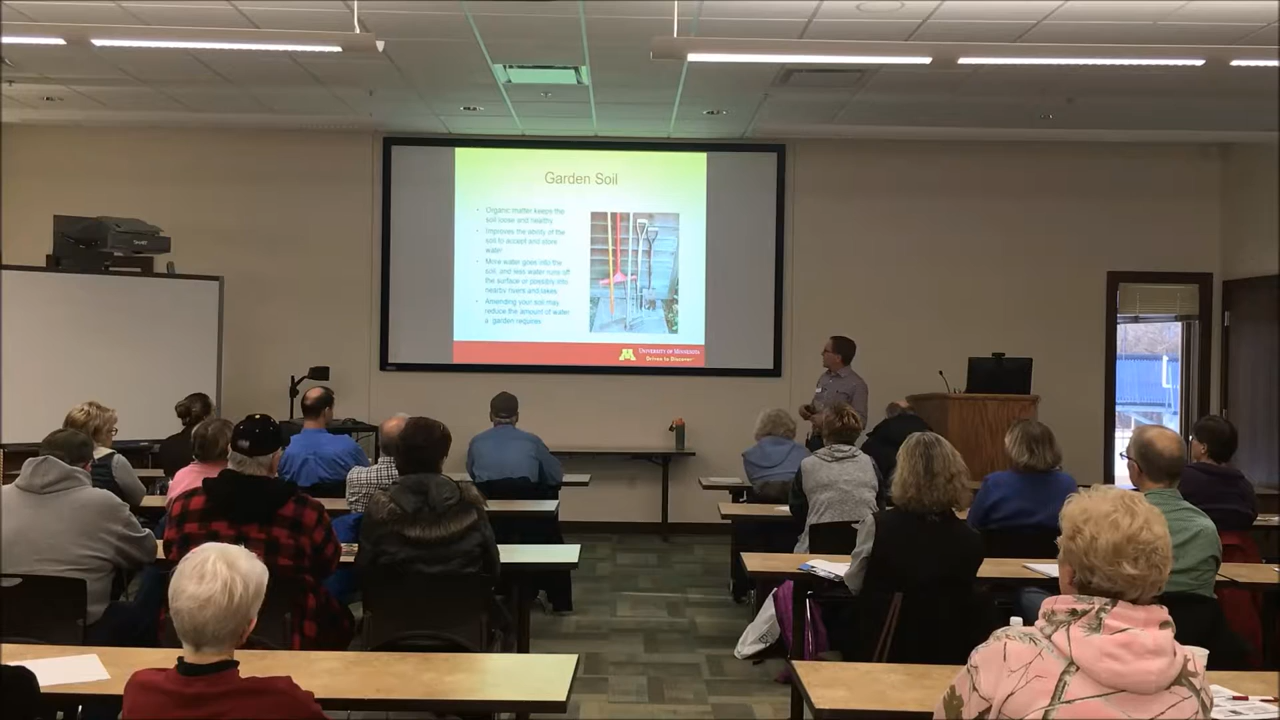 Garden Soil
• Organic matter keeps the
soil loose and healthy
• Improves the ability of the
soil to accept and store
water
• More water goes into the
soil, and less water runs off
the surface or possibly into
nearby rivers and lakes
• Amending your soil may
reduce the amount of water
a garden requires
M UNIVERSITY OF MINNESOTA
Driven to Discover